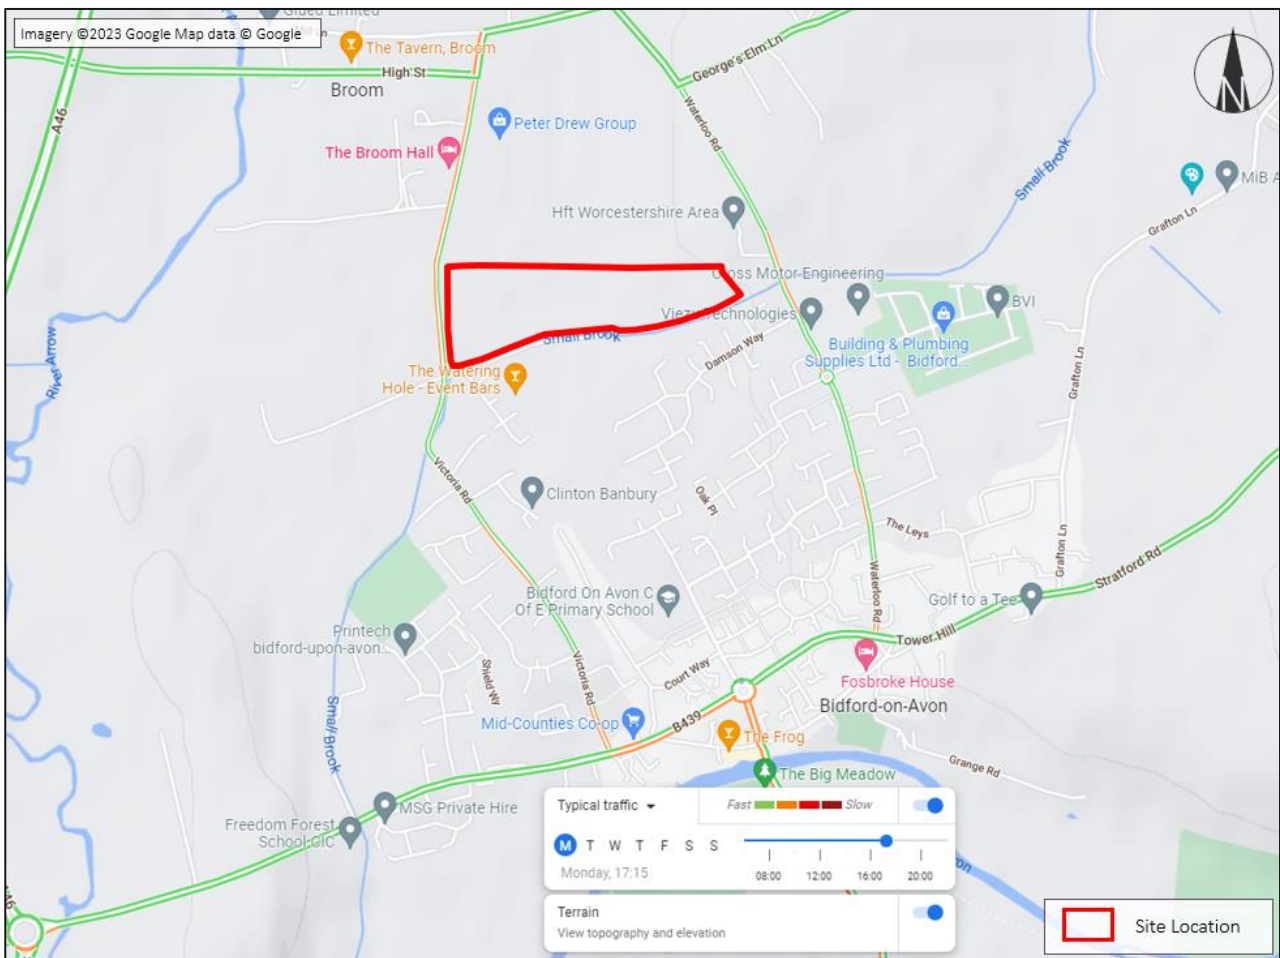 Glued Limited
Imagery ©2023 Google Map data © Google
The Tavern, Broom
High St
Broom
George's Elm Ln
A46
Peter Drew Group
Waterloo Rd
The Broom Hall
Small Brook
MiB A
Hft Worcestershire Area
Grafton Ln
Cross Motor Engineering
BVI
Viezu Technologies
River Arrow
Small Brook
Damson Way
Building & Plumbing
Supplies Ltd - Bidford...
The Watering
Hole - Event Bars
Grafton Ln
Victoria Rd
Clinton Banbury
Oak Pl
The Leys
Grafton Ln
Stratford Rd
Bidford On Avon C
Of E Primary School
Waterloo Rd
Golf to a Tee
Printech
bidford-upon-avon...
Tower Hill
Shield Wy
Victoria Rd
Court Way
Fosbroke House
Bidford-on-Avon
Small Brook
Mid-Counties Co-op
B439
The Frog
Grange Rd
The Big Meadow
MSG Private Hire
Freedom Forest
School CIC
Typical traffic
Fast
Slow
M T W T F S S
Monday, 17:15
08:00 12:00 16:00 20:00
Terrain
View topography and elevation
N
Site Location